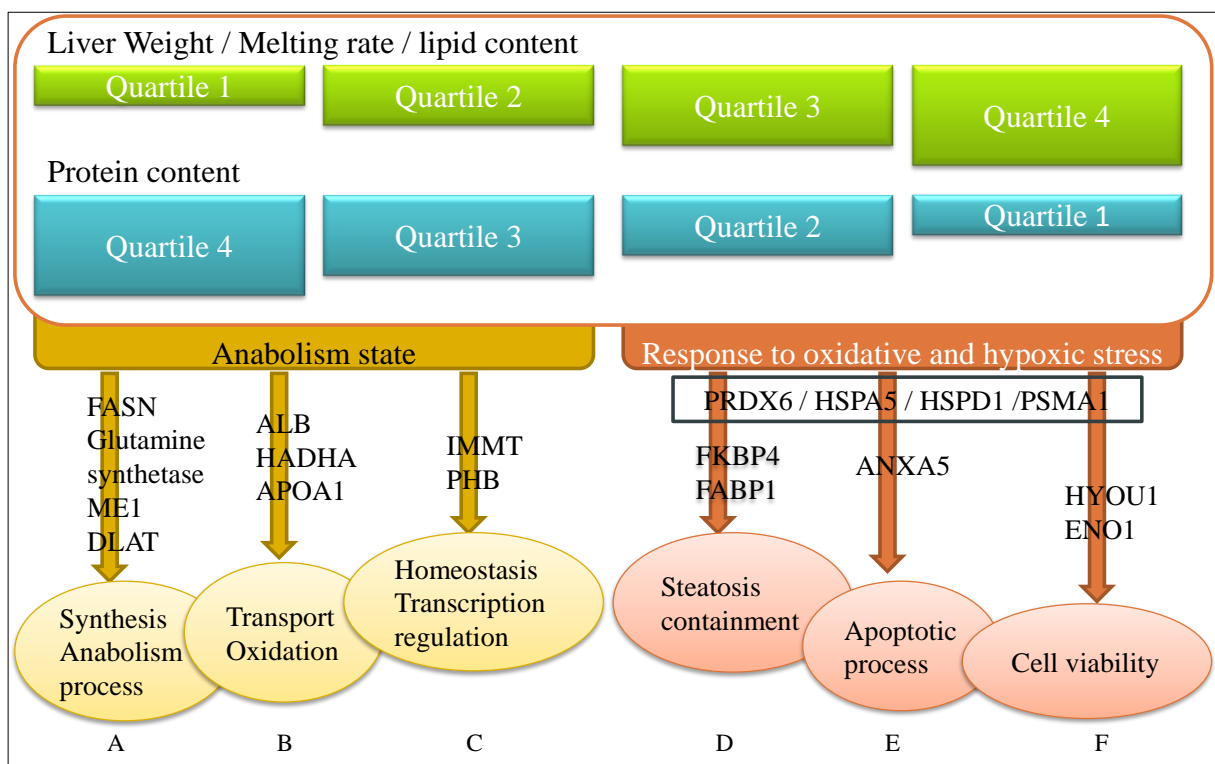 Liver Weight / Melting rate / lipid content
Quartile 1
Quartile 2
Quartile 3
Quartile 4
Protein content
Quartile 4
Quartile 3
Quartile 2
Quartile 1
Anabolism state
Response to oxidative and hypoxic stress
PRDX6 / HSPA5 / HSPD1 /PSMA1
FASN
Glutamine
synthetase
ME1
DLAT
ALB
HADHA
APOA1
IMMT
PHB
FKBP4
FABP1
ANXA5
HYOU1
ENO1
Synthesis
Anabolism
process
Transport
Oxidation
Homeostasis
Transcription
regulation
Steatosis
containment
Apoptotic
process
Cell viability
A
B
C
D
E
F